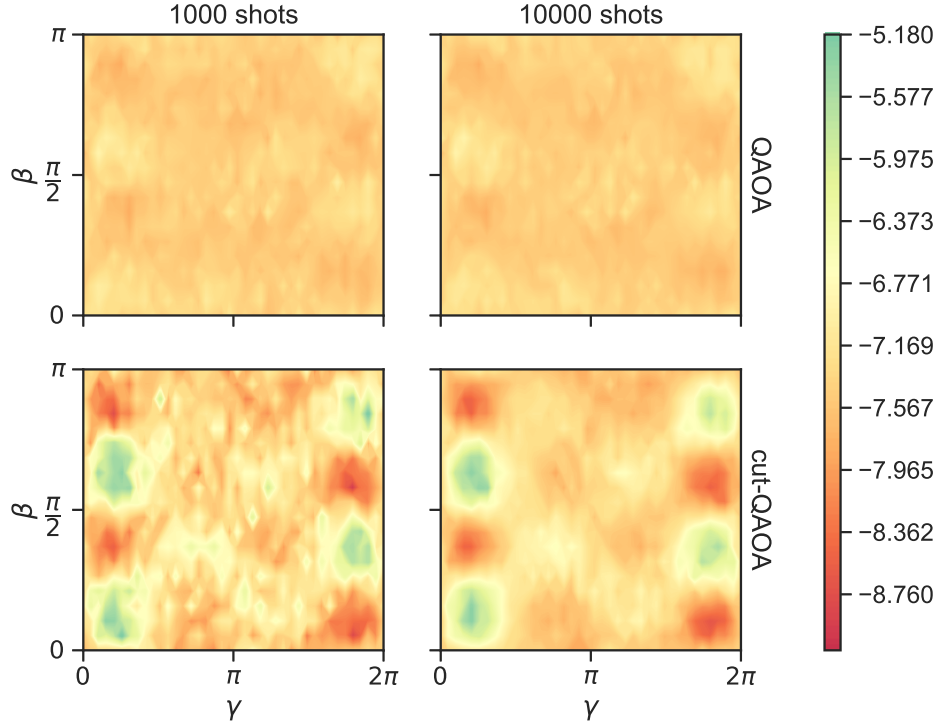 1000 shots
10000 shots
π
β π/2
0
QAOA
π
β π/2
0
cut-QAOA
0 π 2π
γ
0 π 2π
γ
−5.180
−5.577
−5.975
−6.373
−6.771
−7.169
−7.567
−7.965
−8.362
−8.760